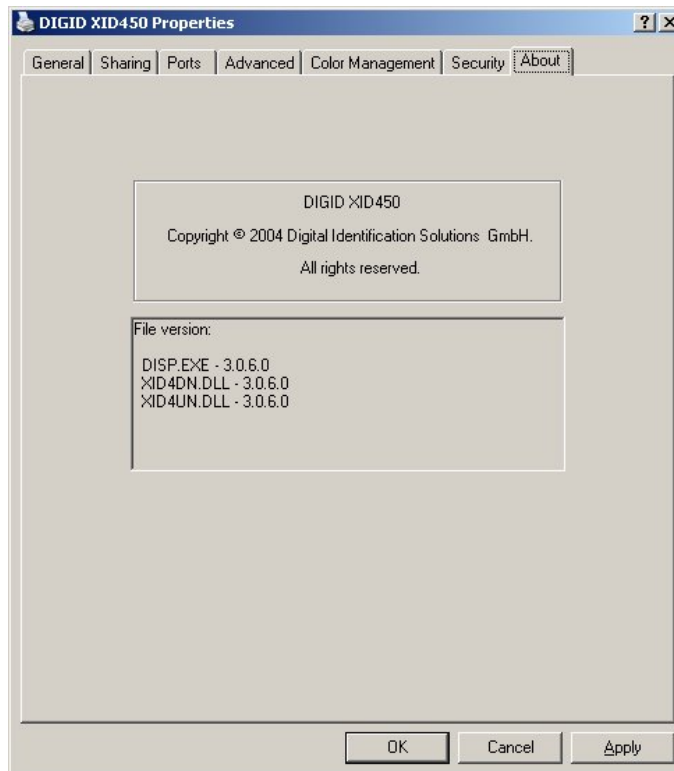 DIGID XID450 Properties
General Sharing Ports Advanced Color Management Security About
DIGID XID450
Copyright © 2004 Digital Identification Solutions GmbH.
All rights reserved.
File version:
DISP.EXE - 3.0.6.0
XID4DN.DLL - 3.0.6.0
XID4UN.DLL - 3.0.6.0
OK Cancel Apply